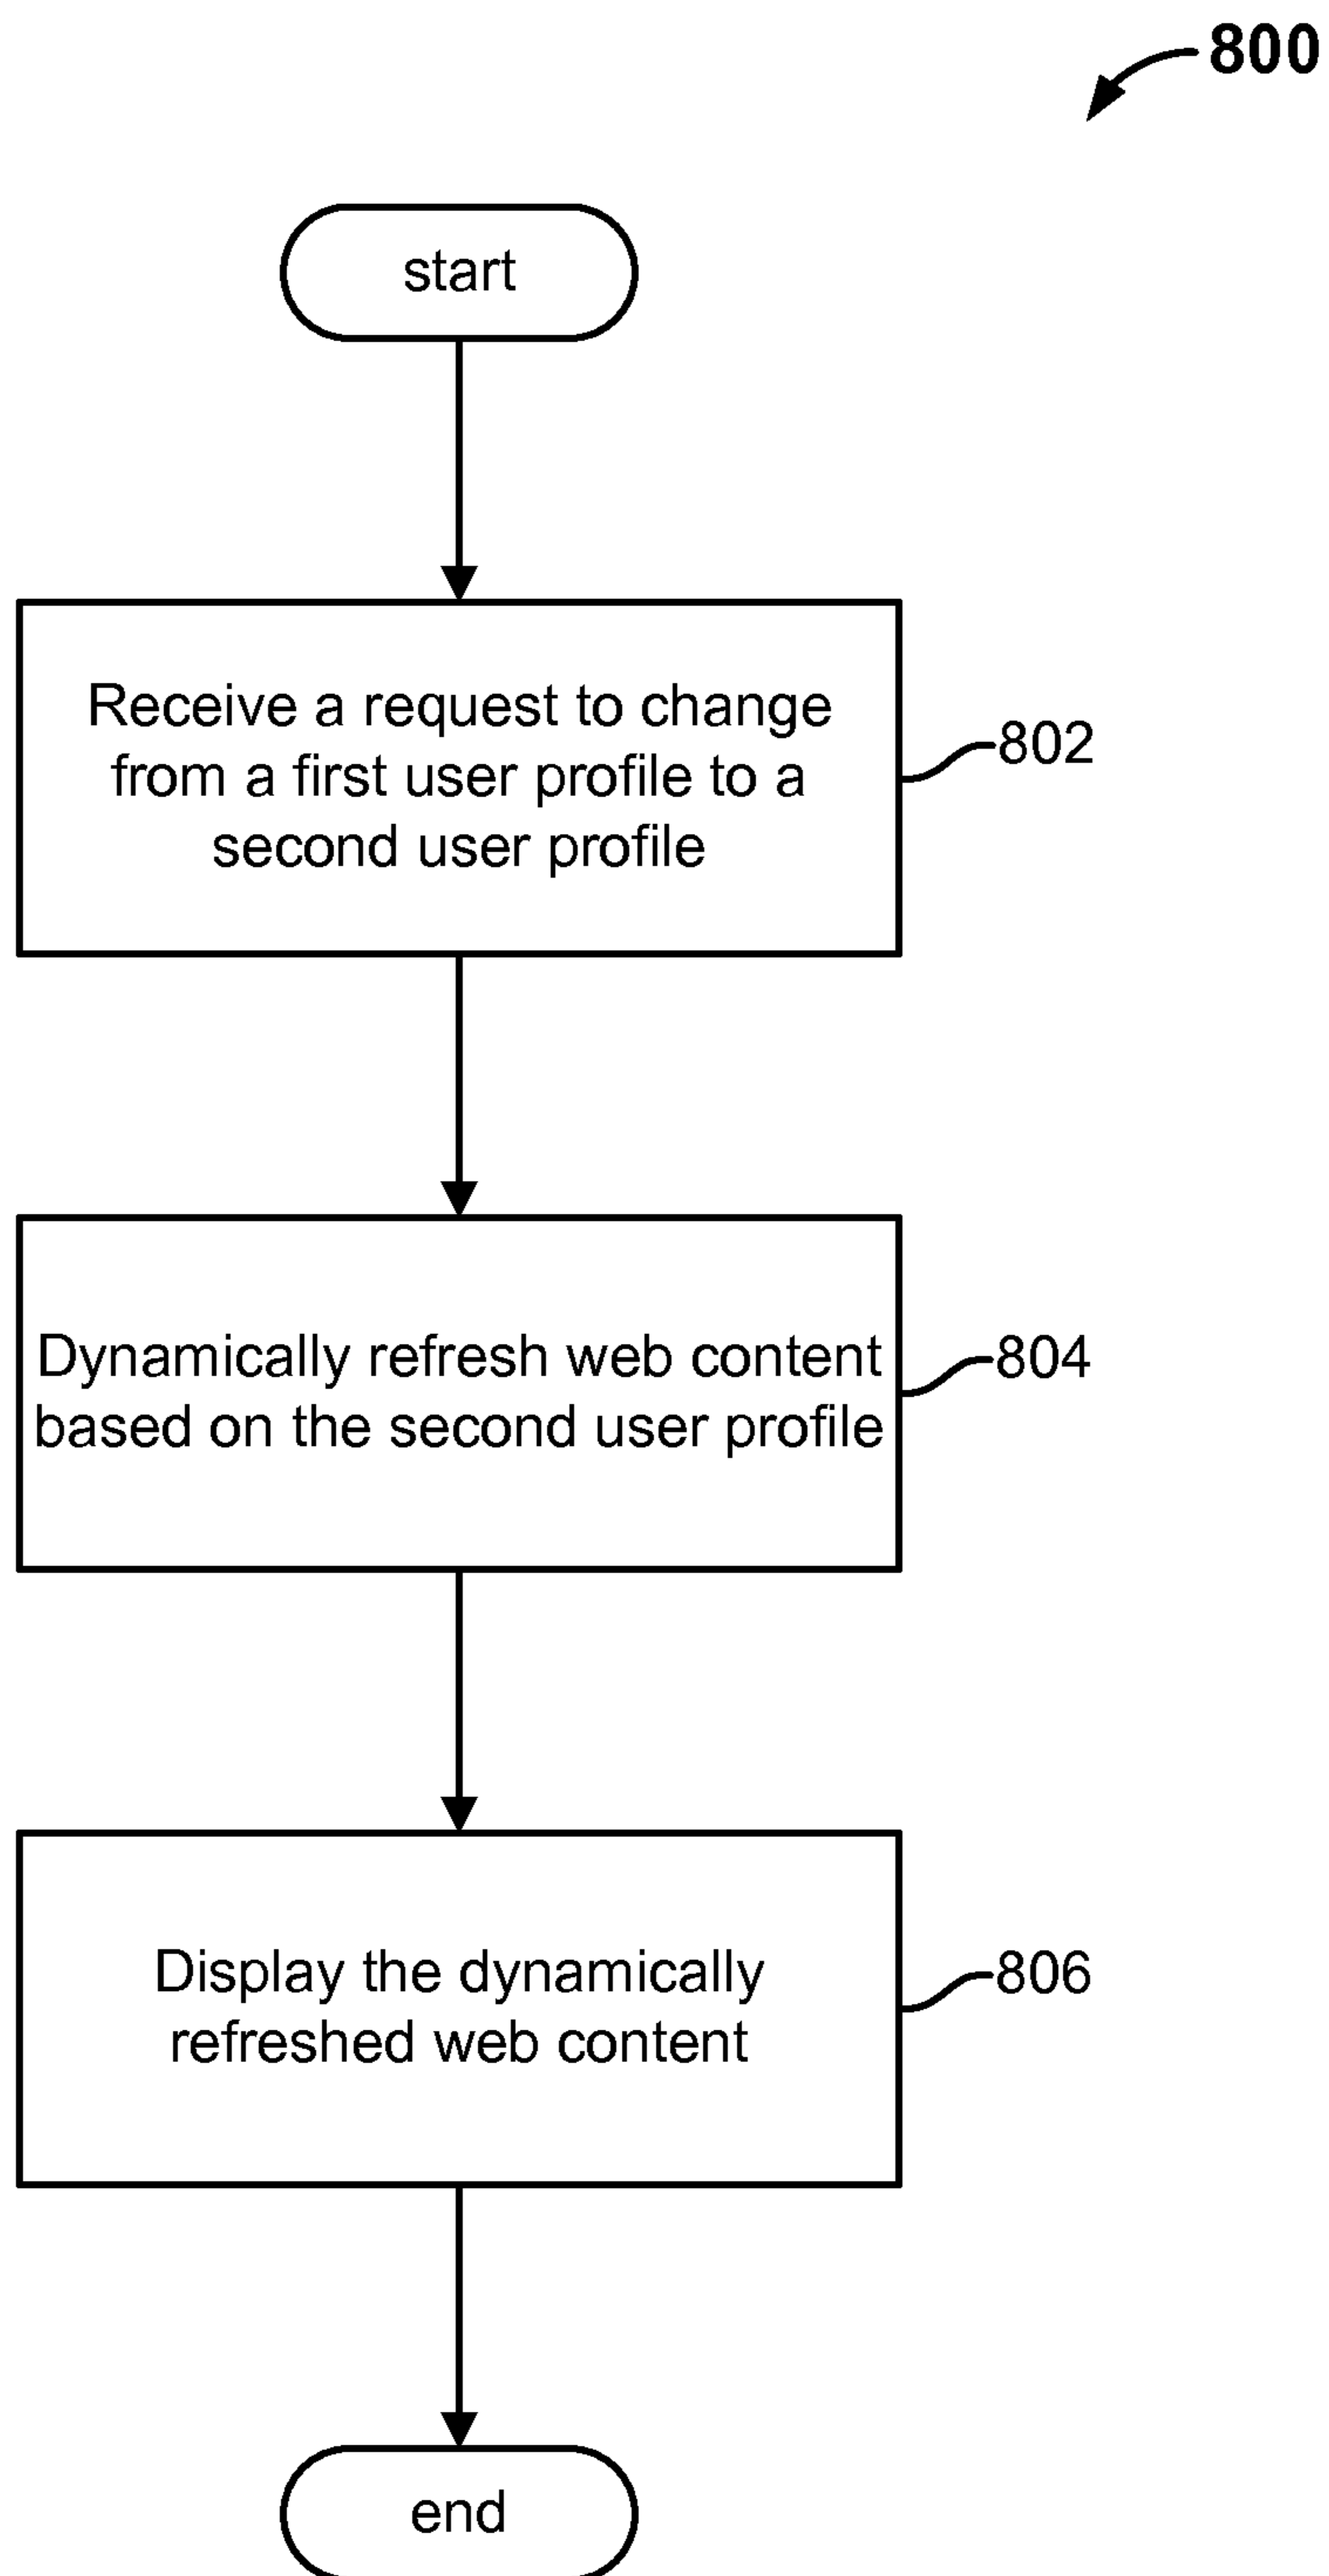 800
start
Receive a request to change
from a first user profile to a
second user profile
802
Dynamically refresh web content
based on the second user profile
804
Display the dynamically
refreshed web content
806
end